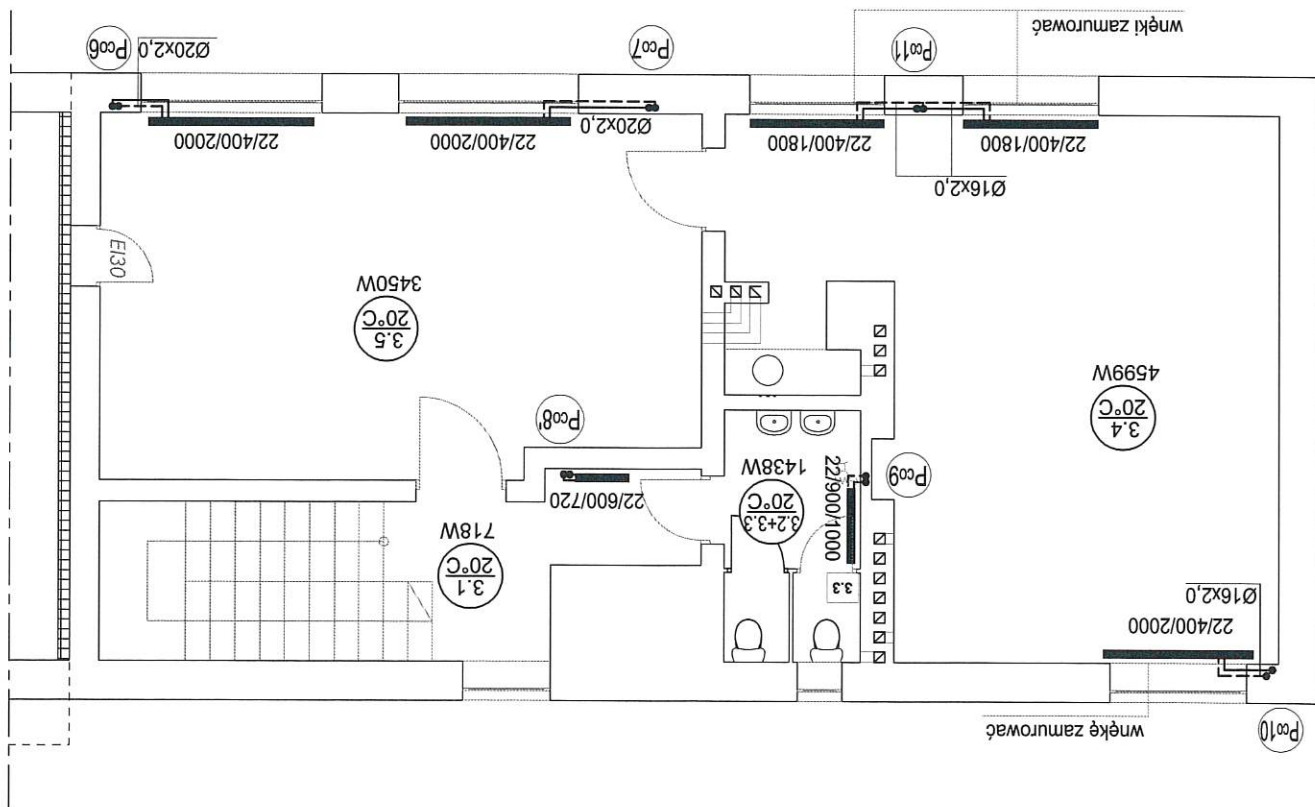 Pco10
wnękę zamurować
22/400/2000
Ø16x2,0
3.3
3.1
20°C
718W
3.2+3.3
20°C
1438W
22/900/1000
22/600/720
Pco9
Pco8'
3.4
20°C
4599W
3.5
20°C
3450W
EI30
Ø16x2,0
22/400/1800
22/400/1800
Ø20x2,0
22/400/2000
22/400/2000
Pco11
Pco7
Pco6
Ø20x2,0
wnęki zamurować